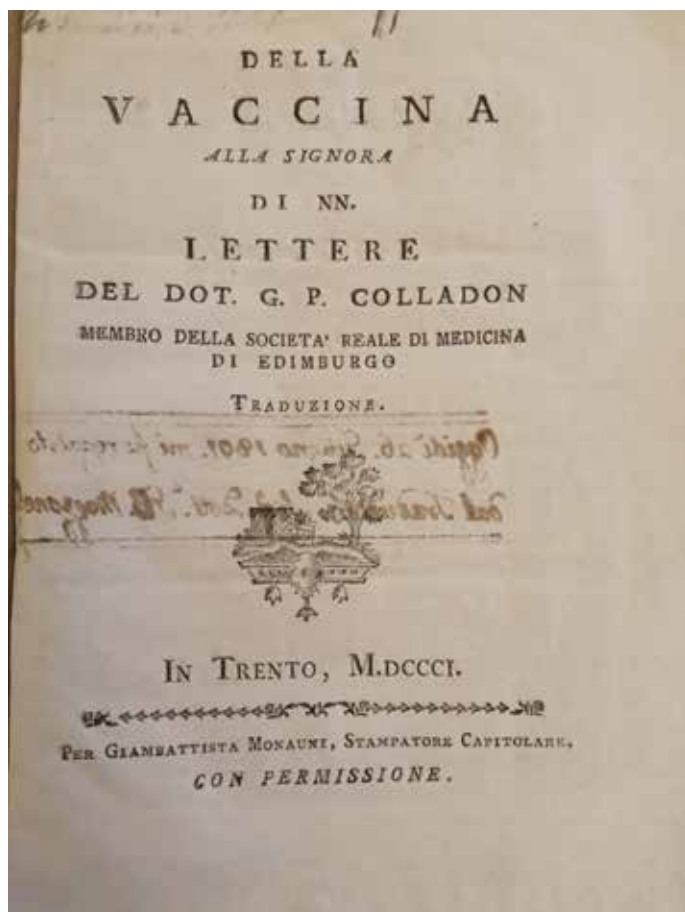 DELLA
VACCINA
ALLA SIGNORA
DI NN.
LETTERE
DEL DOT. G. P. COLLADON
MEMBRO DELLA SOCIETA' REALE DI MEDICINA
DI EDIMBURGO
TRADUZIONE.
IN TRENTO, M.DCCCI.
PER GIAMBATTISTA MONAUNI, STAMPATORE CAPITOLARE,
CON PERMISSIONE.